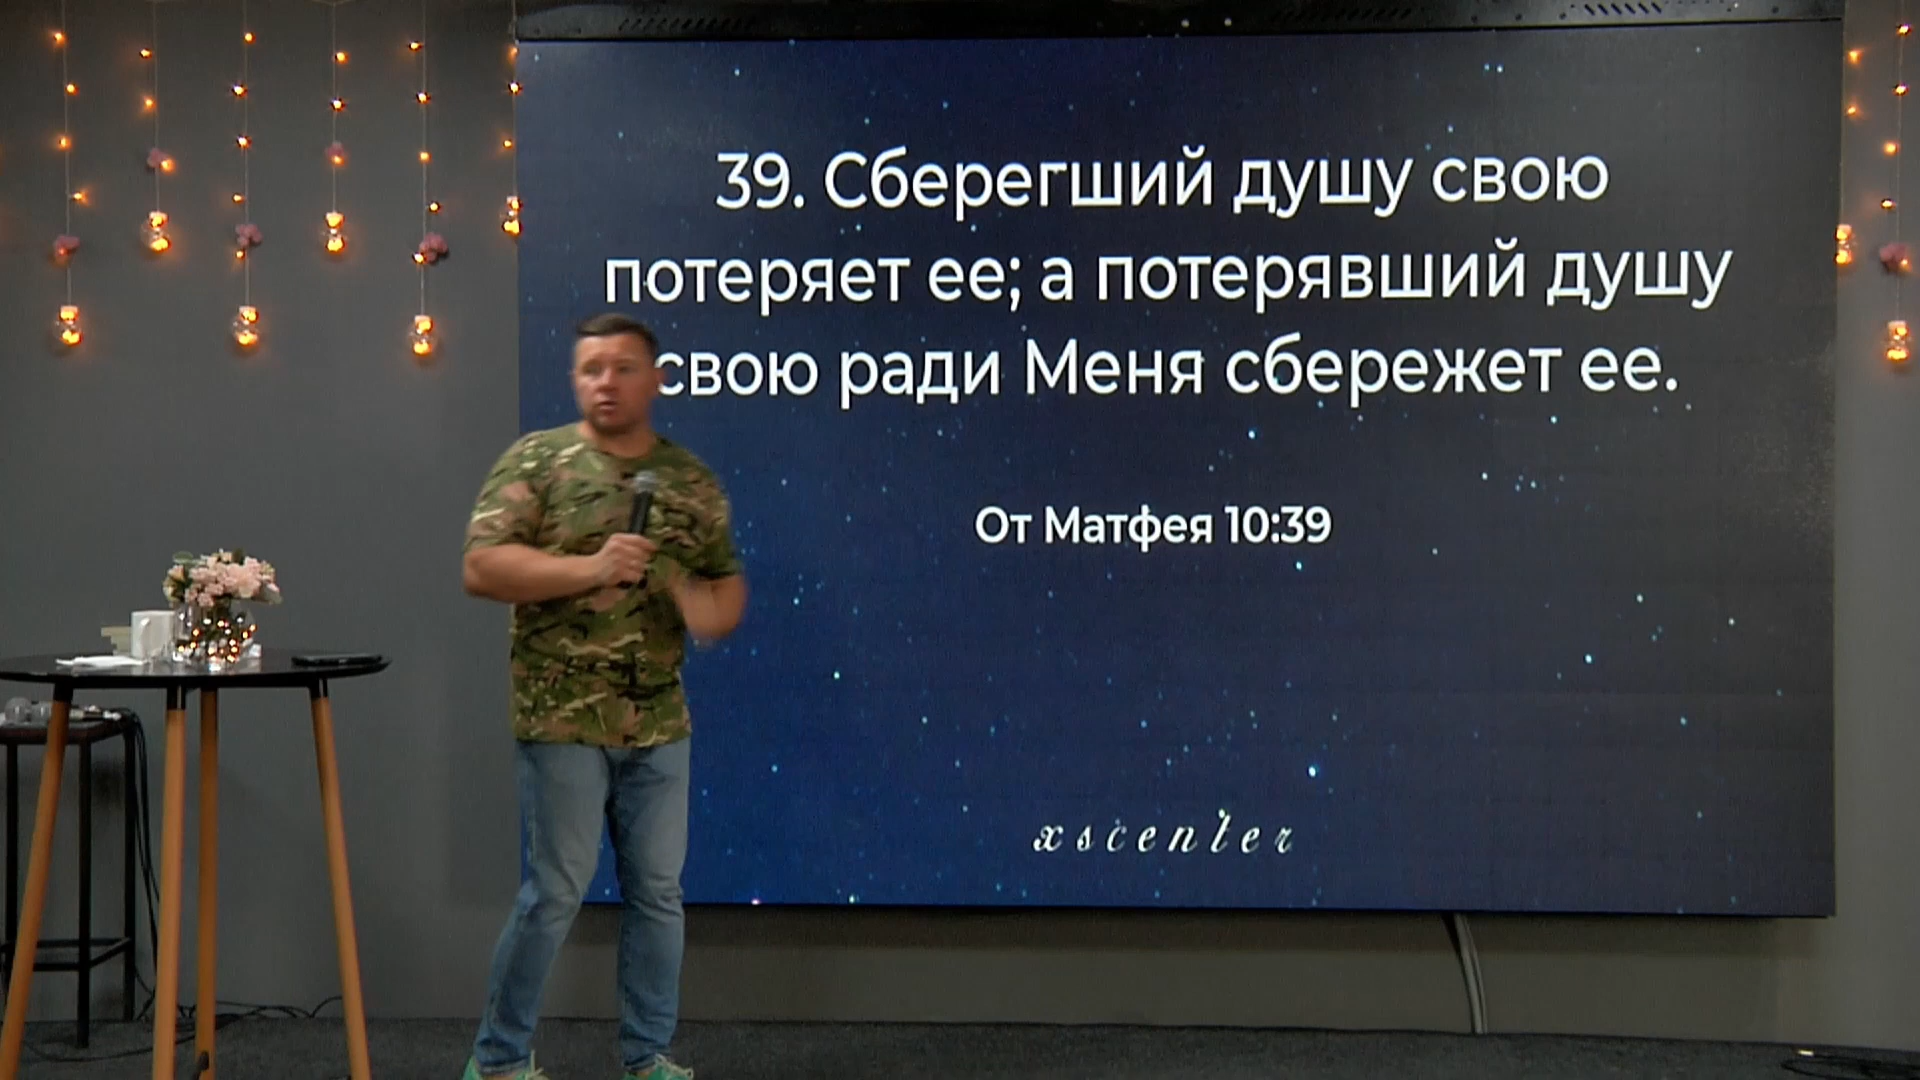 39. Сберегший душу свою
потеряет ее; а потерявший душу
свою ради Меня сбережет ее.
От Матфея 10:39
xscenter